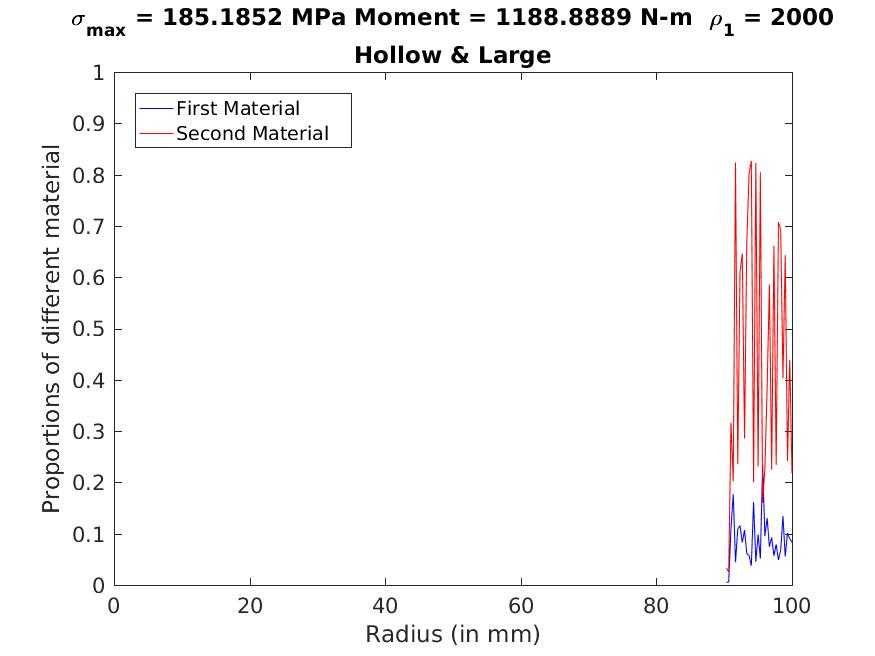 σmax = 185.1852 MPa Moment = 1188.8889 N-m ρ1 = 2000
Hollow & Large
First Material
Second Material
Proportions of different material
1
0.9
0.8
0.7
0.6
0.5
0.4
0.3
0.2
0.1
0
0 20 40 60 80 100
Radius (in mm)